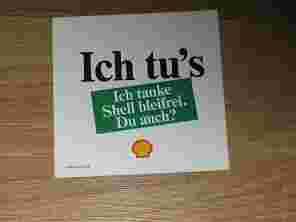 Ich tu's
Ich tanke
Shell bleifrei.
Du auch?